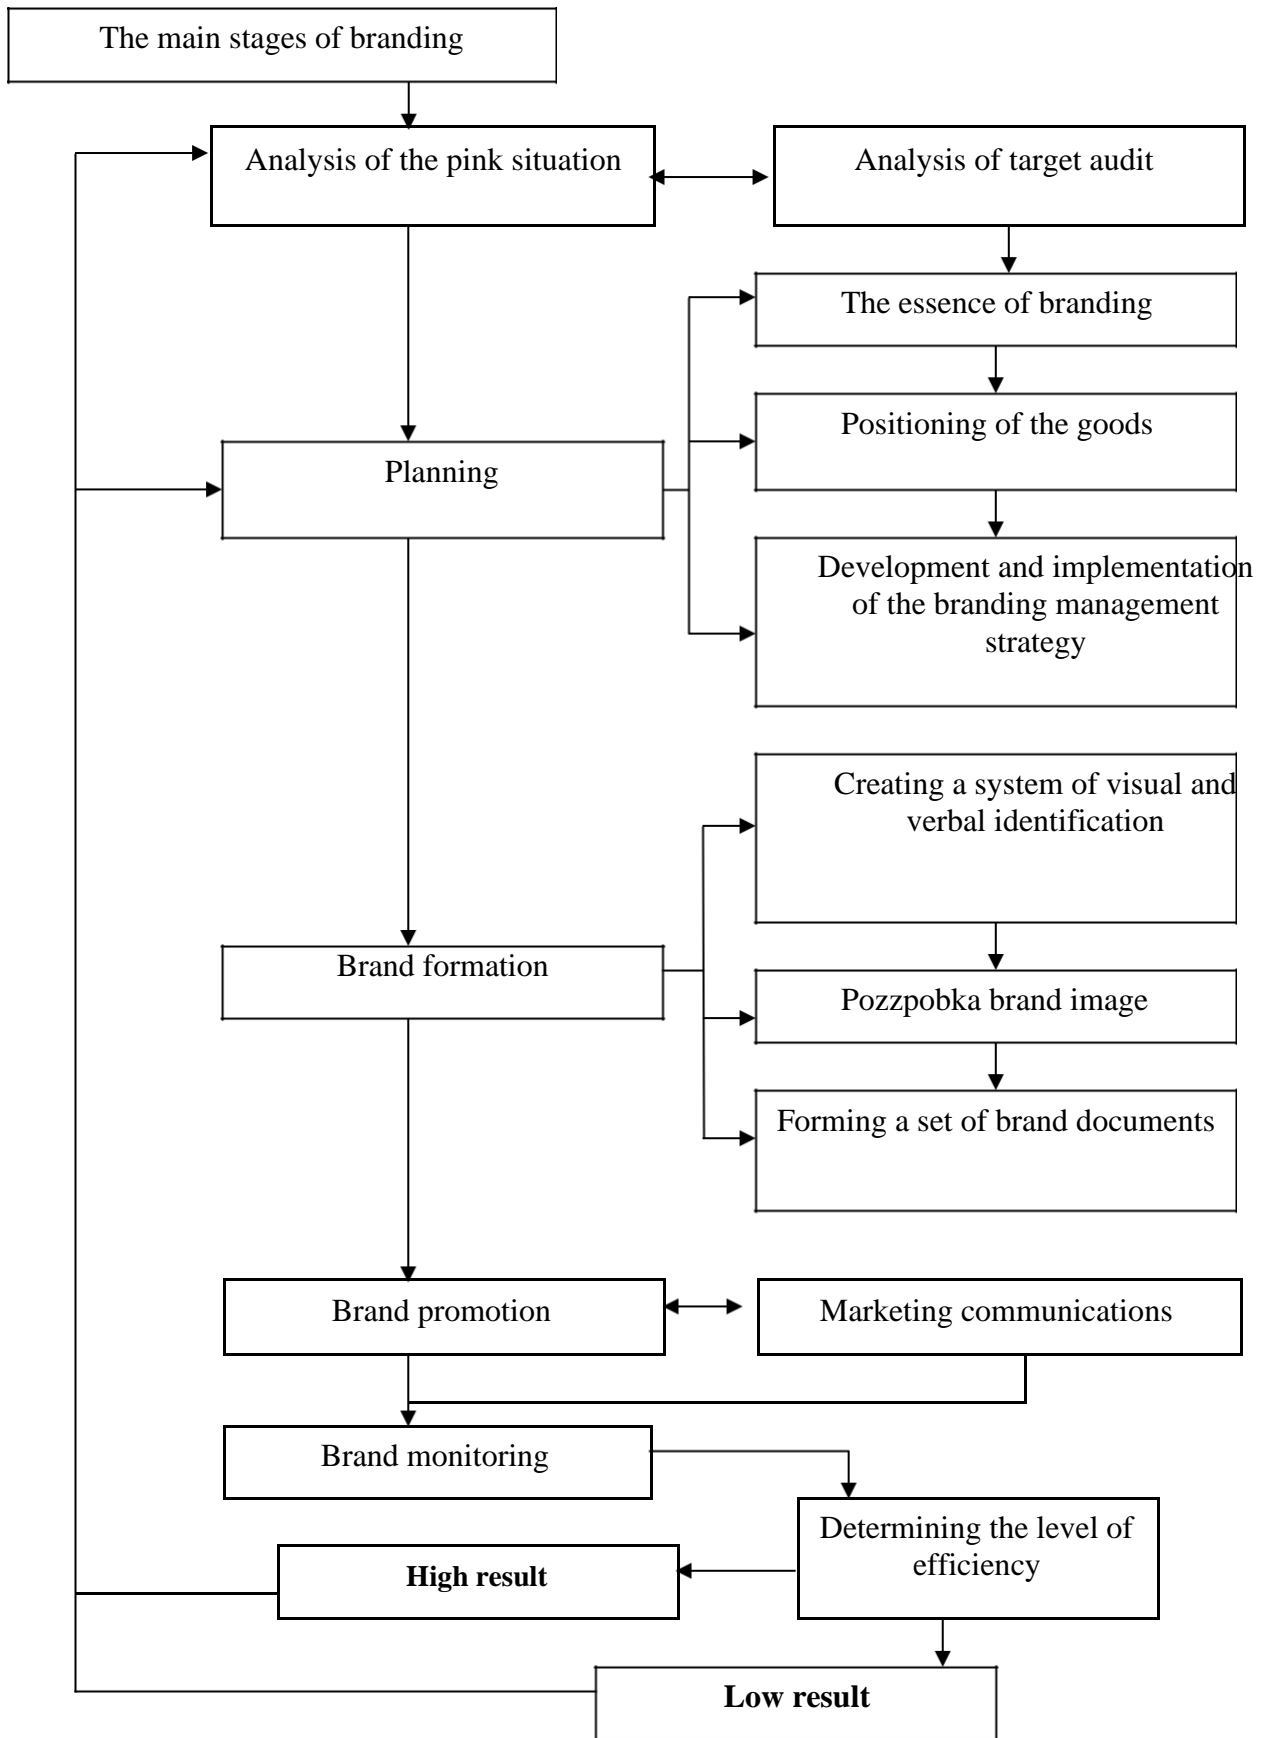 The main stages of branding
Analysis of the pink situation
Analysis of target audit
The essence of branding
Positioning of the goods
Planning
Development and implementation
of the branding management
strategy
Creating a system of visual and
verbal identification
Brand formation
Pozzpobka brand image
Forming a set of brand documents
Brand promotion
Marketing communications
Brand monitoring
Determining the level of
efficiency
High result
Low result